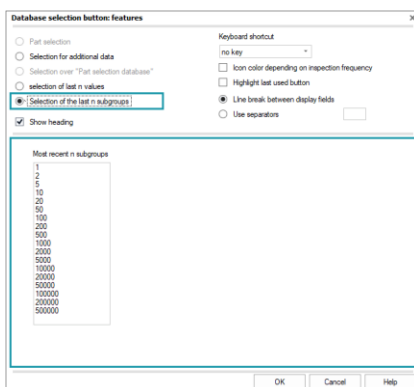 Database selection button: features
Part selection
Selection for additional data
Selection over "Part selection database"
selection of last n values
Selection of the last n subgroups
Show heading
Keyboard shortcut
no key
Icon color depending on inspection frequency
Highlight last used button
Line break between display fields
Use separators
Most recent n subgroups
1
2
5
10
20
50
100
200
500
1000
2000
5000
10000
20000
50000
100000
200000
500000
OK Cancel Help